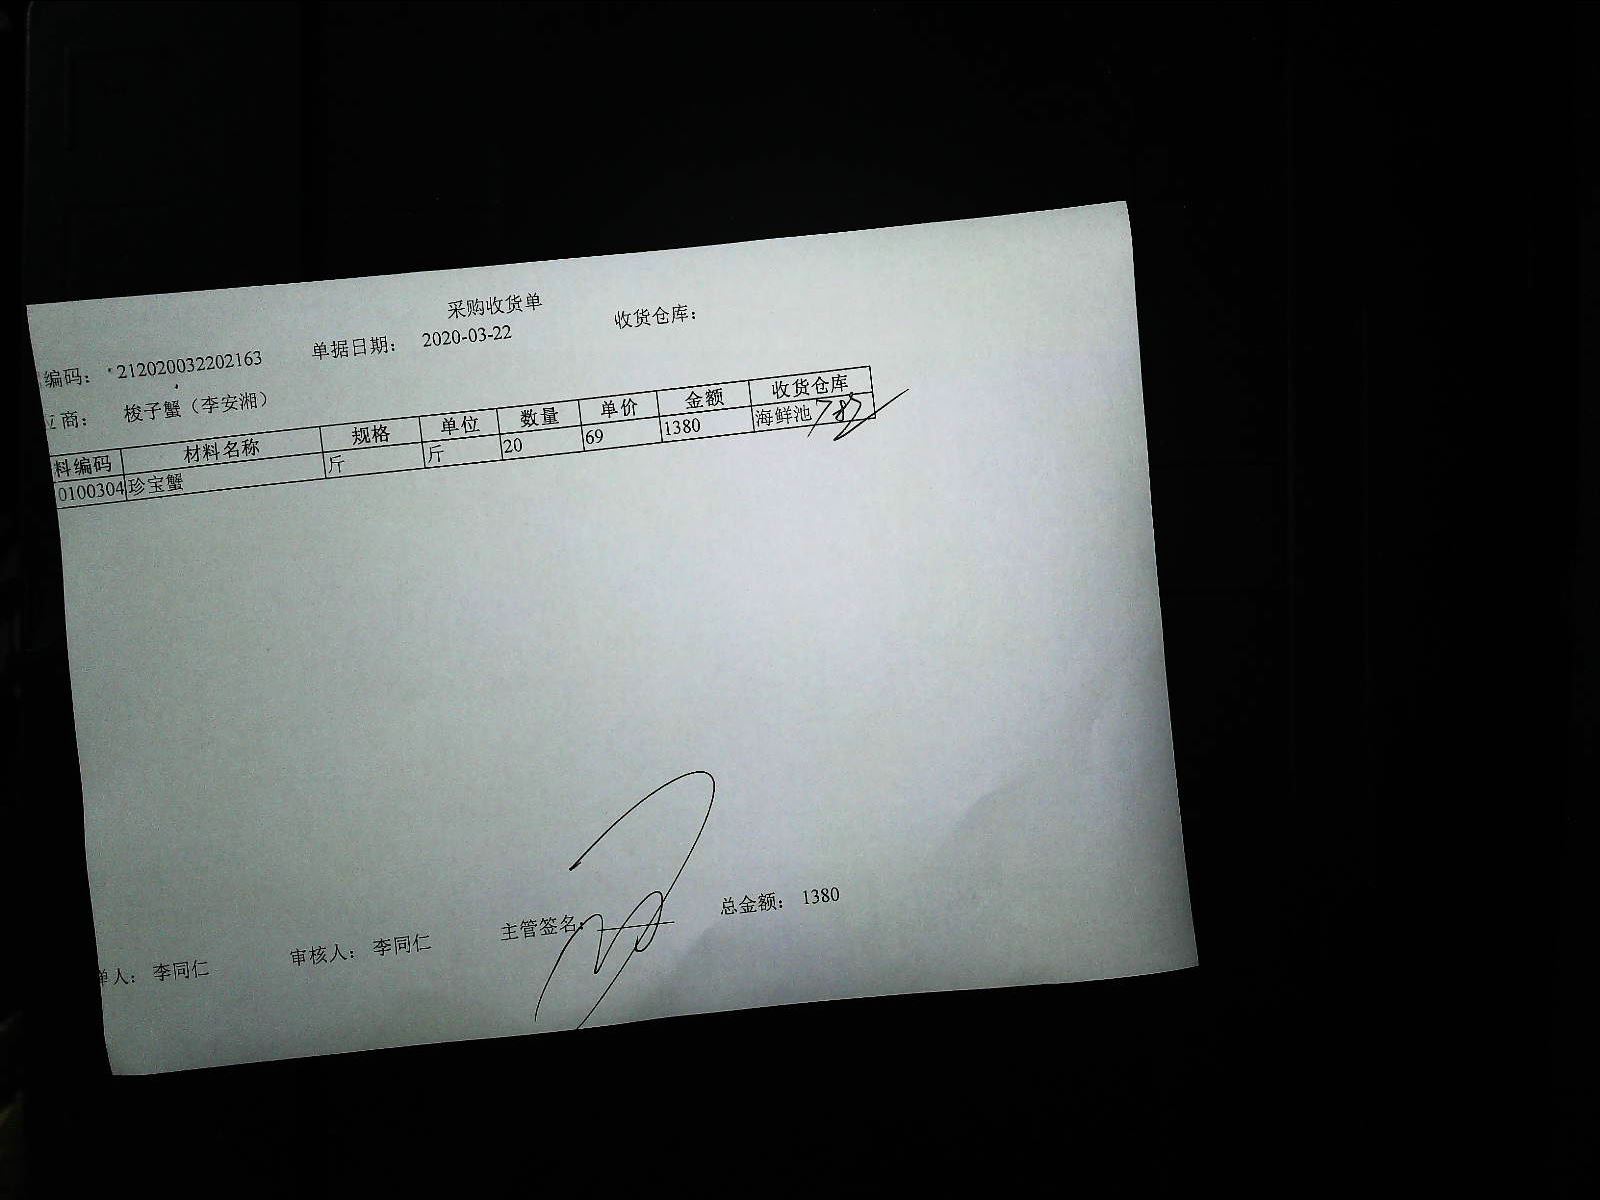 采购收货单
编码： 212020032202163 单据日期： 2020-03-22 收货仓库：
商： 梭子蟹（李安湘）
料编码 材料名称 规格 单位 数量 单价 金额 收货仓库
0100304 珍宝蟹 斤 斤 20 69 1380 海鲜池
单人： 李同仁 审核人： 李同仁 主管签名： 总金额： 1380